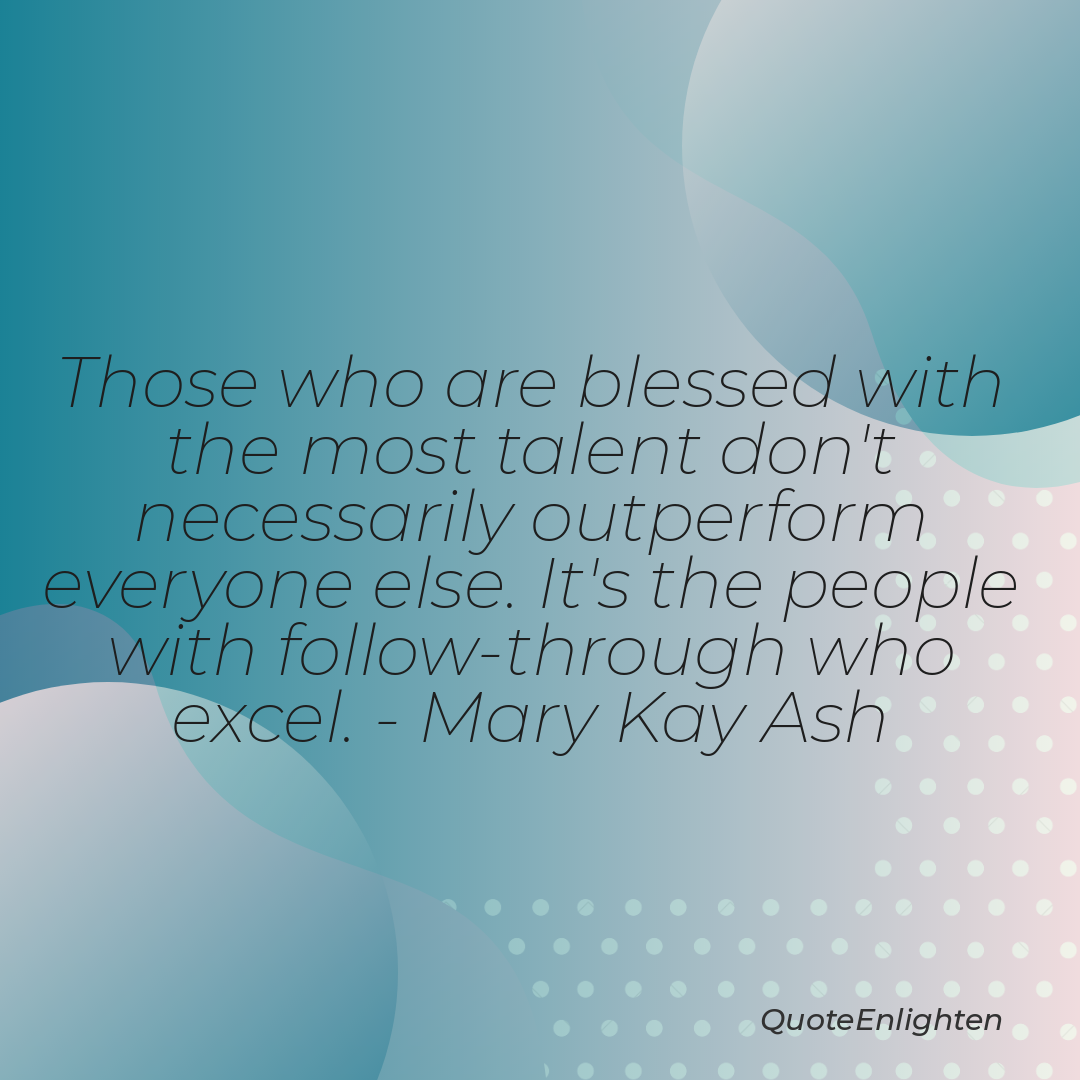 Those who are blessed with
the most talent don't
necessarily outperform
everyone else. It's the people
with follow-through who
excel. - Mary Kay Ash
QuoteEnlighten